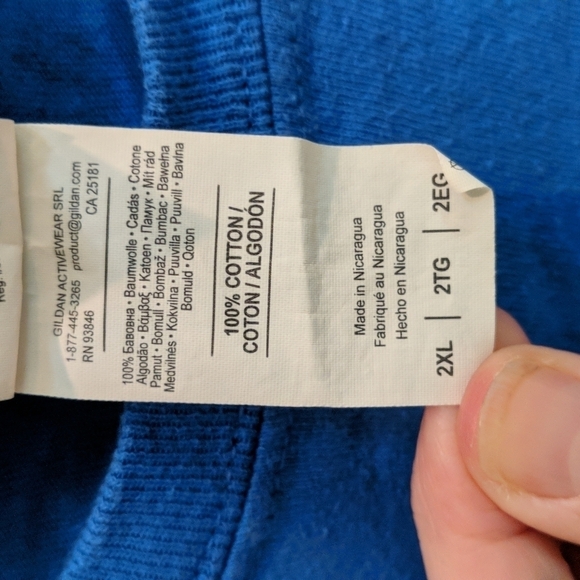 GILDAN ACTIVEWEAR SRL
1-877-445-3265 product@gildan.com
RN 93846 CA 25181
100% Бавовна • Baumwolle • Cadás • Cotone
Algodão • Βαμβάκι • Katoen • Памук • Mit rád
Pamut • Bomull • Bombaž • Bumbac • Bawełna
Medvilnės • Kokvilna • Puuvilla • Puuvill • Bavlna
Bomuld • Qoton
100% COTTON /
COTON / ALGODÓN
Made in Nicaragua
Fabriqué au Nicaragua
Hecho en Nicaragua
2XL | 2TG | 2EG